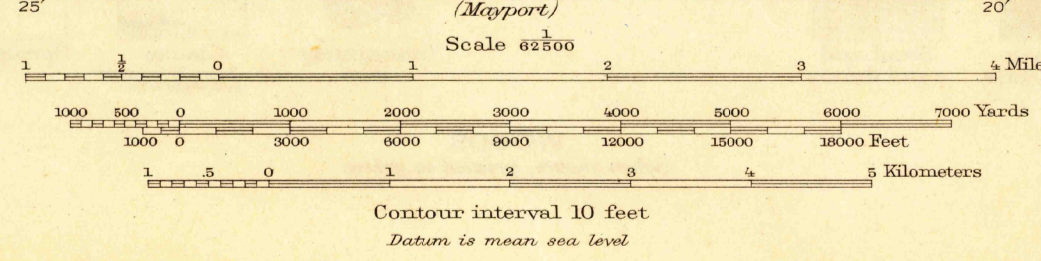 25′ (Mayport) 20′
Scale 1/62500
1 1/2 0 1 2 3 4 Mile
1000 500 0 1000 2000 3000 4000 5000 6000 7000 Yards
1000 0 3000 6000 9000 12000 15000 18000 Feet
1 .5 0 1 2 3 4 5 Kilometers
Contour interval 10 feet
Datum is mean sea level